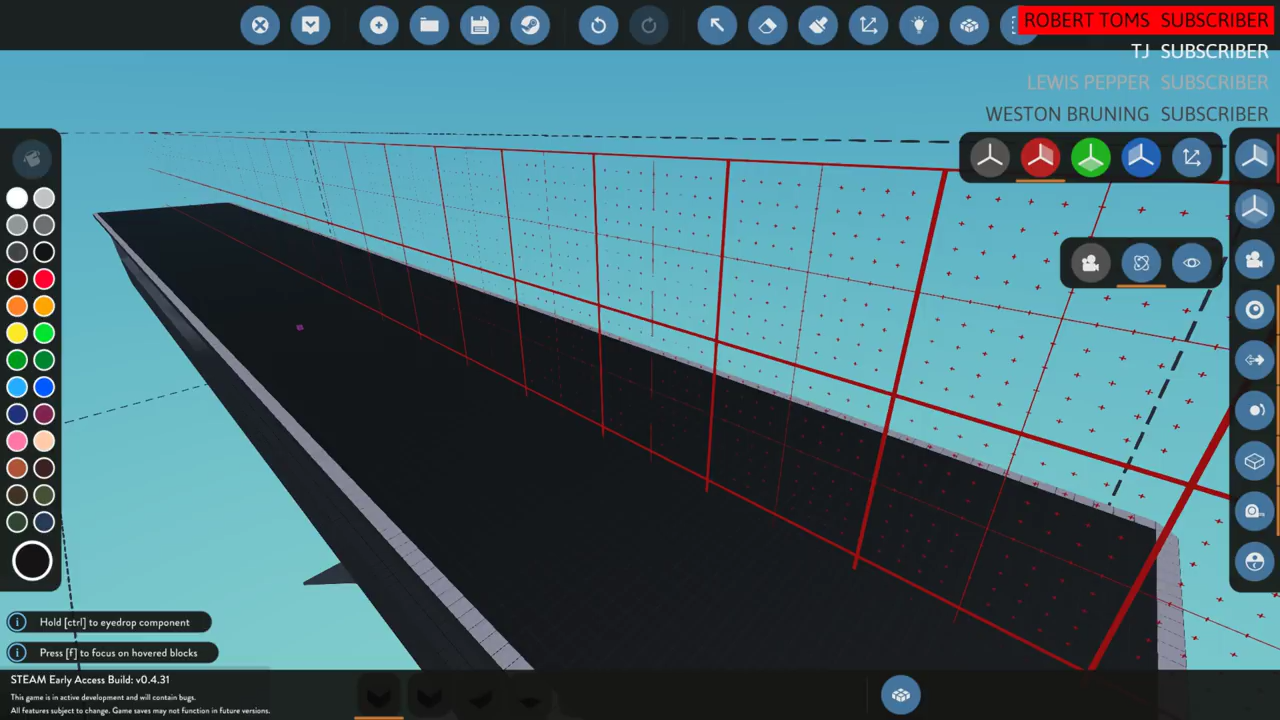 ROBERT TOMS SUBSCRIBER
TJ SUBSCRIBER
LEWIS PEPPER SUBSCRIBER
WESTON BRUNING SUBSCRIBER
Hold [ctrl] to eyedrop component
Press [f] to focus on hovered blocks
STEAM Early Access Build: v0.4.31
This game is in active development and will contain bugs.
All features subject to change. Game saves may not function in future versions.